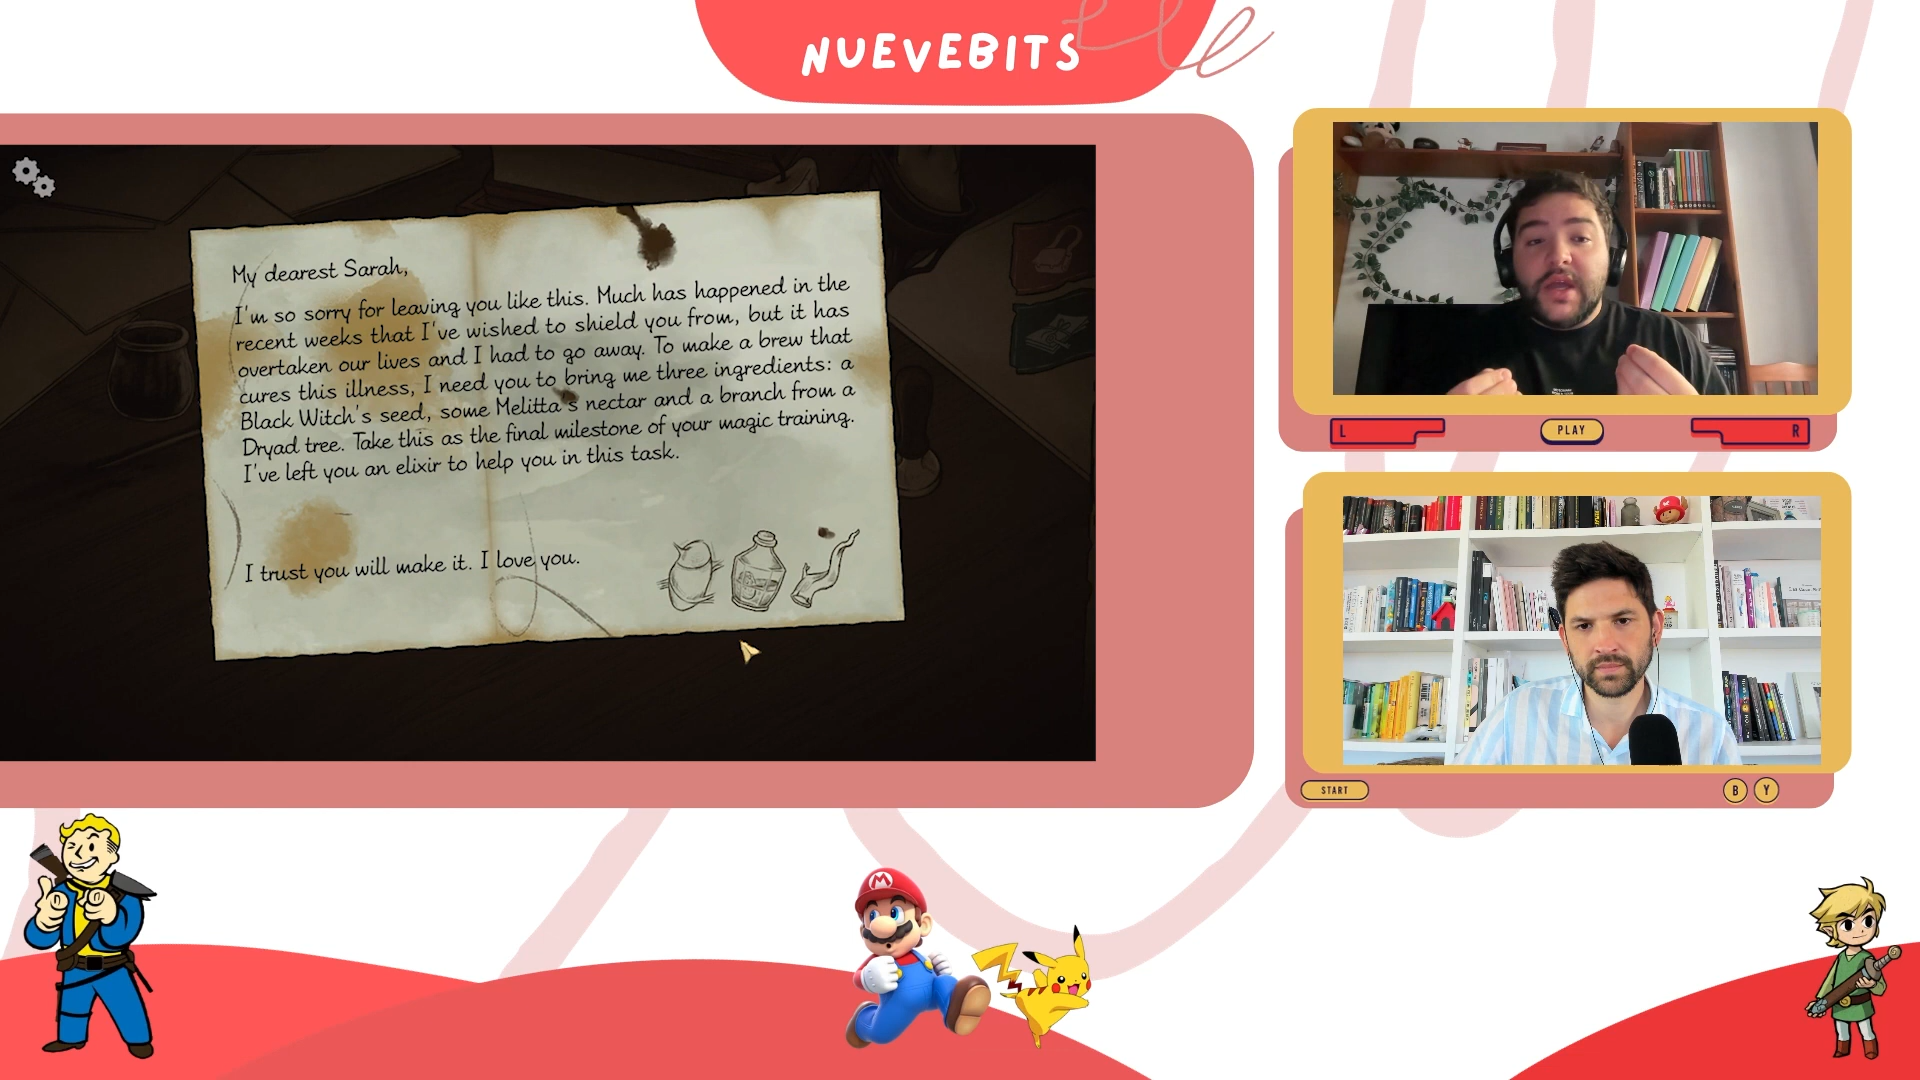 NUEVEBITS
My dearest Sarah,
I'm so sorry for leaving you like this. Much has happened in the
recent weeks that I've wished to shield you from, but it has
overtaken our lives and I had to go away. To make a brew that
cures this illness, I need you to bring me three ingredients: a
Black Witch's seed, some Melitta's nectar and a branch from a
Dryad tree. Take this as the final milestone of your magic training.
I've left you an elixir to help you in this task.
I trust you will make it. I love you.
L
PLAY
R
START
B
Y
M